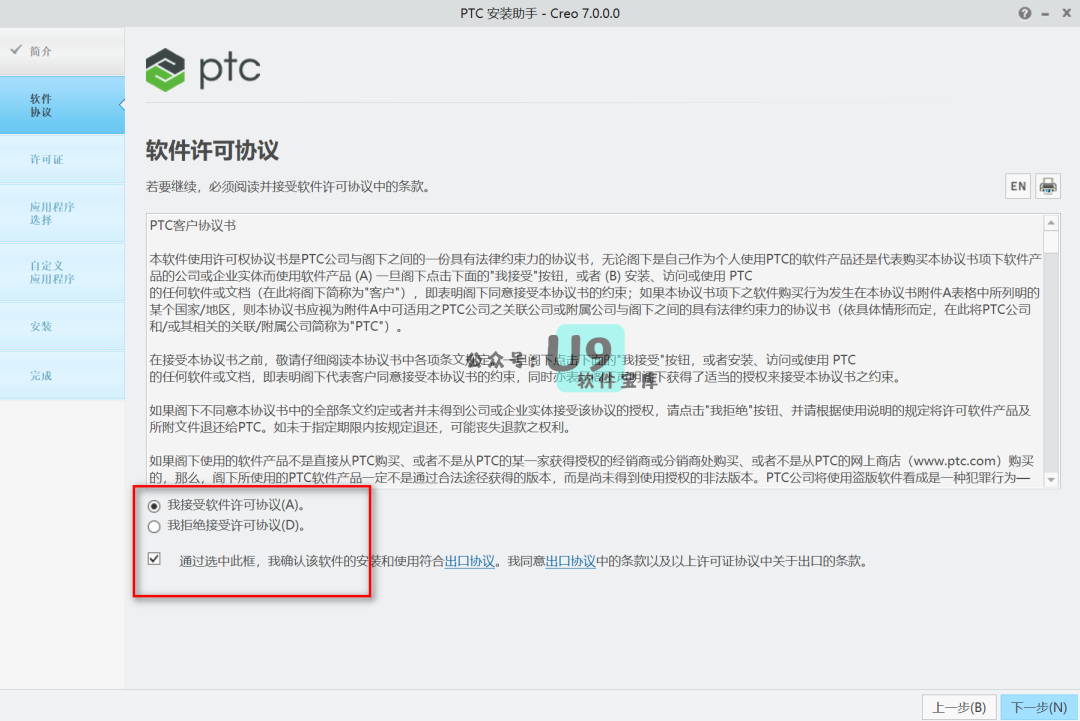 PTC 安装助手 - Creo 7.0.0.0
简介
软件
协议
许可证
应用程序
选择
自定义
应用程序
安装
完成
ptc
软件许可协议
若要继续，必须阅读并接受软件许可协议中的条款。
EN
PTC客户协议书
本软件使用许可权协议书是PTC公司与阁下之间的一份具有法律约束力的协议书，无论阁下是自己作为个人使用PTC的软件产品还是代表购买本协议书项下软件产
品的公司或企业实体而使用软件产品 (A) 一旦阁下点击下面的"我接受"按钮，或者 (B) 安装、访问或使用 PTC
的任何软件或文档（在此将阁下简称为"客户"），即表明阁下同意接受本协议书的约束；如果本协议书项下之软件购买行为发生在本协议书附件A表格中所列明的
某个国家/地区，则本协议书应视为附件A中可适用之PTC公司之关联公司或附属公司与阁下之间的具有法律约束力的协议书（依具体情形而定，在此将PTC公司
和/或其相关的关联/附属公司简称为"PTC"）。
在接受本协议书之前，敬请仔细阅读本协议书中各项条文规定。一旦阁下点击下面的"我接受"按钮，或者安装、访问或使用 PTC
的任何软件或文档，即表明阁下代表客户同意接受本协议书的约束，同时亦表明阁下声明阁下获得了适当的授权来接受本协议书之约束。
公众号：
U9
软件宝库
如果阁下不同意本协议书中的全部条文约定或者并未得到公司或企业实体接受该协议的授权，请点击"我拒绝"按钮、并请根据使用说明的规定将许可软件产品及
所附文件退还给PTC。如未于指定期限内按规定退还，可能丧失退款之权利。
如果阁下使用的软件产品不是直接从PTC购买、或者不是从PTC的某一家获得授权的经销商或分销商处购买、或者不是从PTC的网上商店（www.ptc.com）购买
的，那么，阁下所使用的PTC软件产品一定不是通过合法途径获得的版本，而是尚未得到使用授权的非法版本。PTC公司将使用盗版软件看成是一种犯罪行为—
我接受软件许可协议(A)。
我拒绝接受许可协议(D)。
通过选中此框，我确认该软件的安装和使用符合出口协议。我同意出口协议中的条款以及以上许可证协议中关于出口的条款。
上一步(B)
下一步(N)